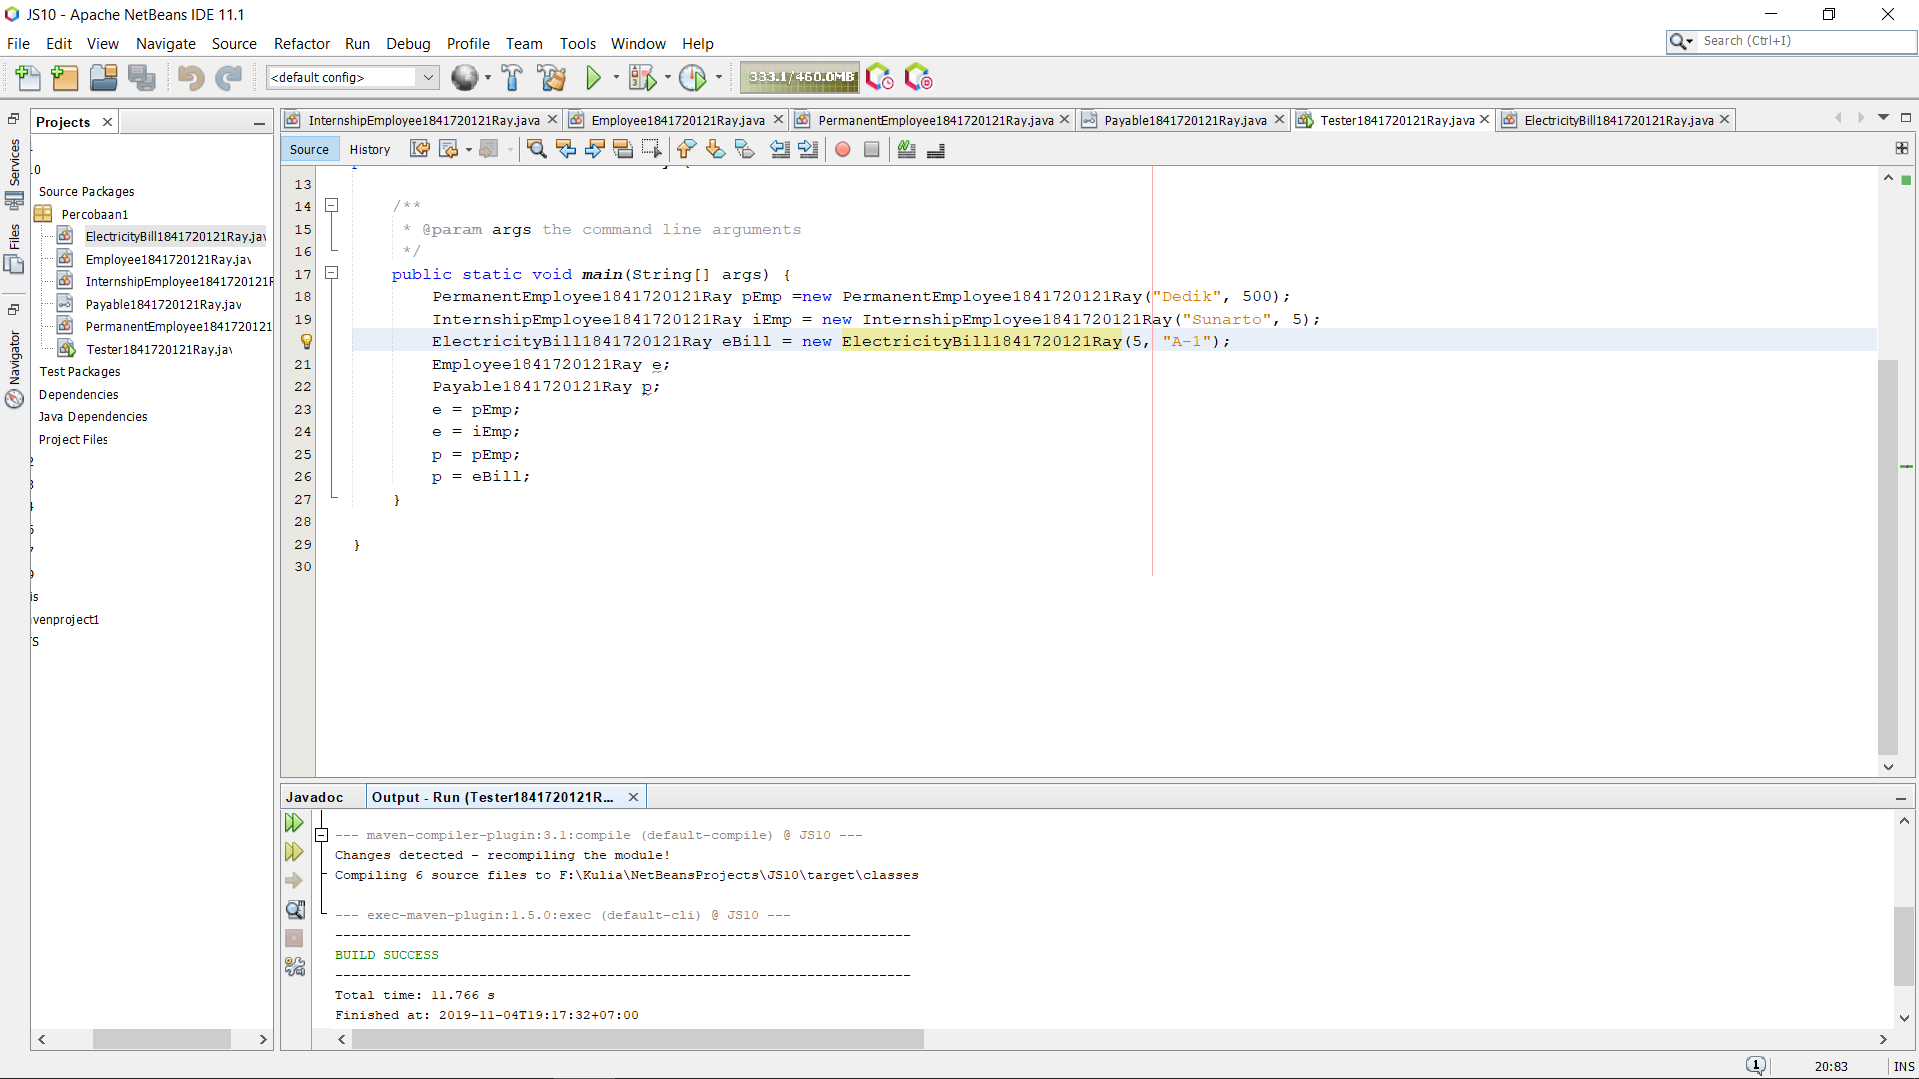 JS10 - Apache NetBeans IDE 11.1
File Edit View Navigate Source Refactor Run Debug Profile Team Tools Window Help
Search (Ctrl+I)
<default config>
333.1/460.0MB
Projects
InternshipEmployee1841720121Ray.java
Employee1841720121Ray.java
PermanentEmployee1841720121Ray.java
Payable1841720121Ray.java
Tester1841720121Ray.java
ElectricityBill1841720121Ray.java
Source History
Services
Files
Navigator
.0
Source Packages
Percobaan1
ElectricityBill1841720121Ray.jav
Employee1841720121Ray.jav
InternshipEmployee1841720121R
Payable1841720121Ray.jav
PermanentEmployee1841720121
Tester1841720121Ray.jav
Test Packages
Dependencies
Java Dependencies
Project Files
2
3
4
5
7
9
is
avenproject1
S
13
14 /**
15 * @param args the command line arguments
16 */
17 public static void main(String[] args) {
18 PermanentEmployee1841720121Ray pEmp =new PermanentEmployee1841720121Ray("Dedik", 500);
19 InternshipEmployee1841720121Ray iEmp = new InternshipEmployee1841720121Ray("Sunarto", 5);
ElectricityBill1841720121Ray eBill = new ElectricityBill1841720121Ray(5, "A-1");
21 Employee1841720121Ray e;
22 Payable1841720121Ray p;
23 e = pEmp;
24 e = iEmp;
25 p = pEmp;
26 p = eBill;
27 }
28
29 }
30
Javadoc
Output - Run (Tester1841720121R...
--- maven-compiler-plugin:3.1:compile (default-compile) @ JS10 ---
Changes detected - recompiling the module!
Compiling 6 source files to F:\Kulia\NetBeansProjects\JS10\target\classes
--- exec-maven-plugin:1.5.0:exec (default-cli) @ JS10 ---
------------------------------------------------------------------------
BUILD SUCCESS
------------------------------------------------------------------------
Total time: 11.766 s
Finished at: 2019-11-04T19:17:32+07:00
1
20:83
INS